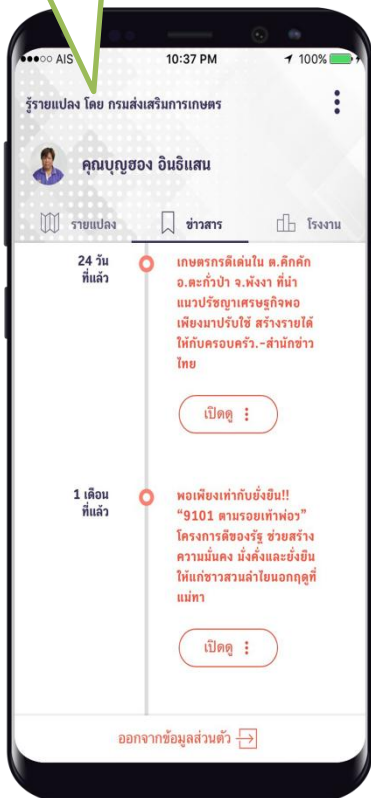 AIS 10:37 PM 100%
รู้รายแปลง โดย กรมส่งเสริมการเกษตร
คุณบุญฮอง อินธิแสน
รายแปลง ข่าวสาร โรงงาน
24 วัน
ที่แล้ว
เกษตรกรดีเด่นใน ต.คึกคัก
อ.ตะกั่วป่า จ.พังงา ที่นำ
แนวปรัชญาเศรษฐกิจพอ
เพียงมาปรับใช้ สร้างรายได้
ให้กับครอบครัว.-สำนักข่าว
ไทย
เปิดดู
1 เดือน
ที่แล้ว
พอเพียงเท่ากับยั่งยืน!!
“9101 ตามรอยเท้าพ่อฯ”
โครงการดีของรัฐ ช่วยสร้าง
ความมั่นคง มั่งคั่งและยั่งยืน
ให้แก่ชาวสวนลำไยนอกฤดูที่
แม่ทา
เปิดดู
ออกจากข้อมูลส่วนตัว